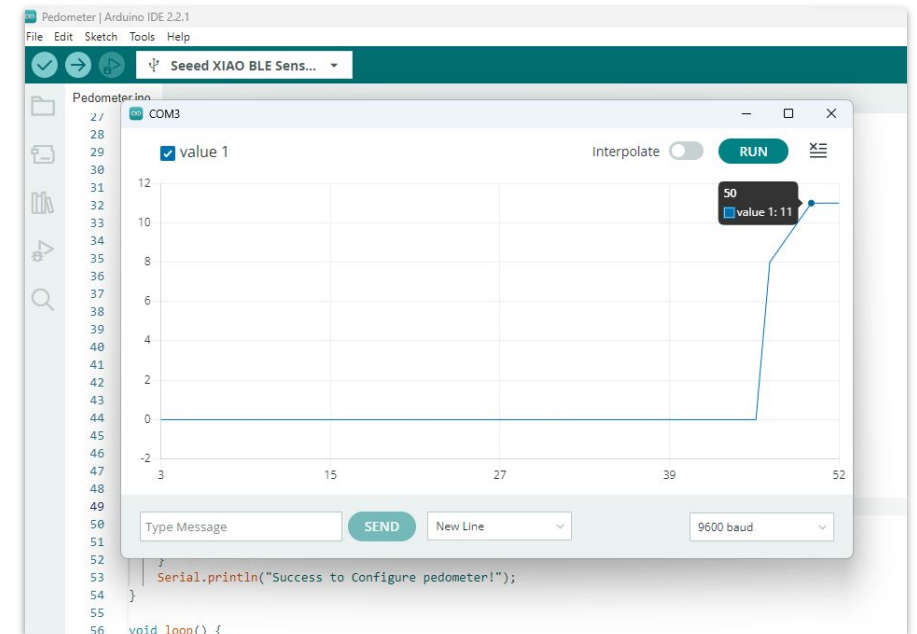 Pedometer | Arduino IDE 2.2.1
File Edit Sketch Tools Help
Seeed XIAO BLE Sens...
Pedometer.ino
COM3
value 1
Interpolate
RUN
50
value 1: 11
12
10
8
6
4
2
0
-2
3 15 27 39 52
Type Message
SEND
New Line
9600 baud
27
28
29
30
31
32
33
34
35
36
37
38
39
40
41
42
43
44
45
46
47
48
49
50
51
52 }
53 Serial.println("Success to Configure pedometer!");
54 }
55
56 void loop() {